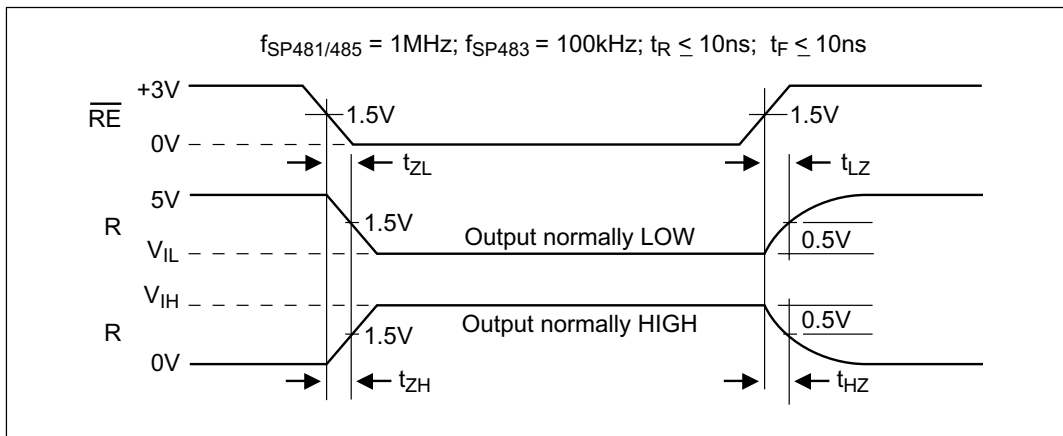 fSP481/485 = 1MHz; fSP483 = 100kHz; tR ≤ 10ns; tF ≤ 10ns
+3V
RE
1.5V
1.5V
0V
tZL
tLZ
5V
R
1.5V
Output normally LOW
0.5V
VIL
VIH
R
1.5V
Output normally HIGH
0.5V
0V
tZH
tHZ